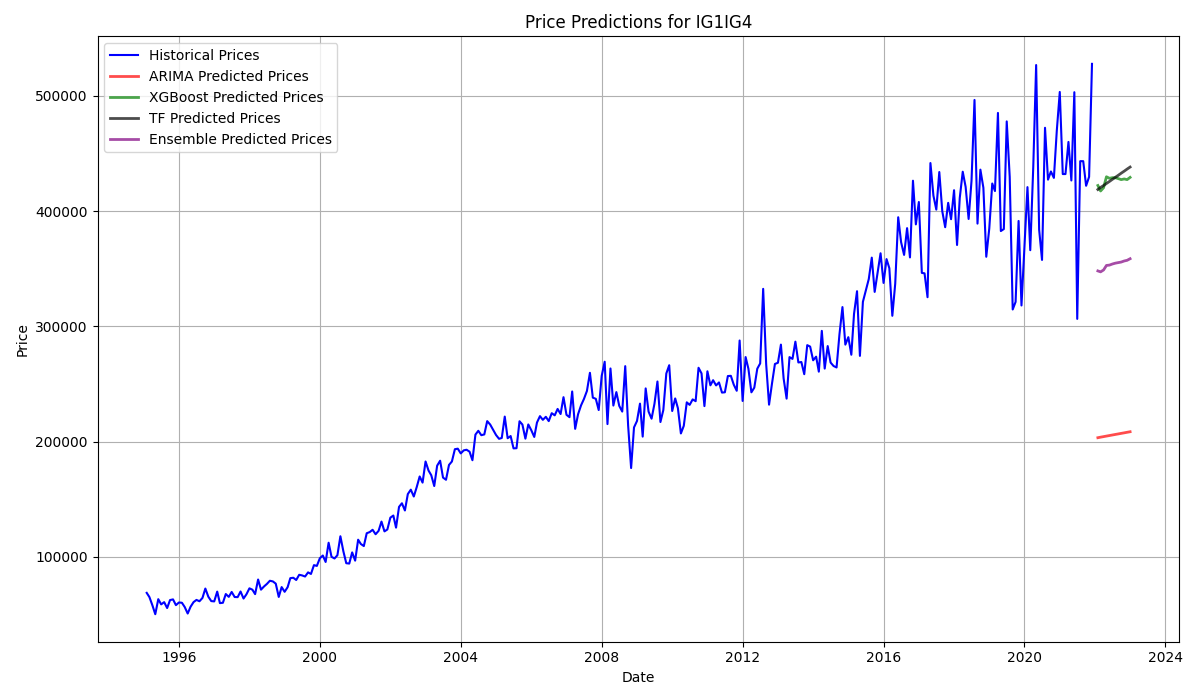 Price Predictions for IG1IG4
Historical Prices
ARIMA Predicted Prices
XGBoost Predicted Prices
TF Predicted Prices
Ensemble Predicted Prices
500000
400000
300000
200000
100000
Price
1996 2000 2004 2008 2012 2016 2020 2024
Date